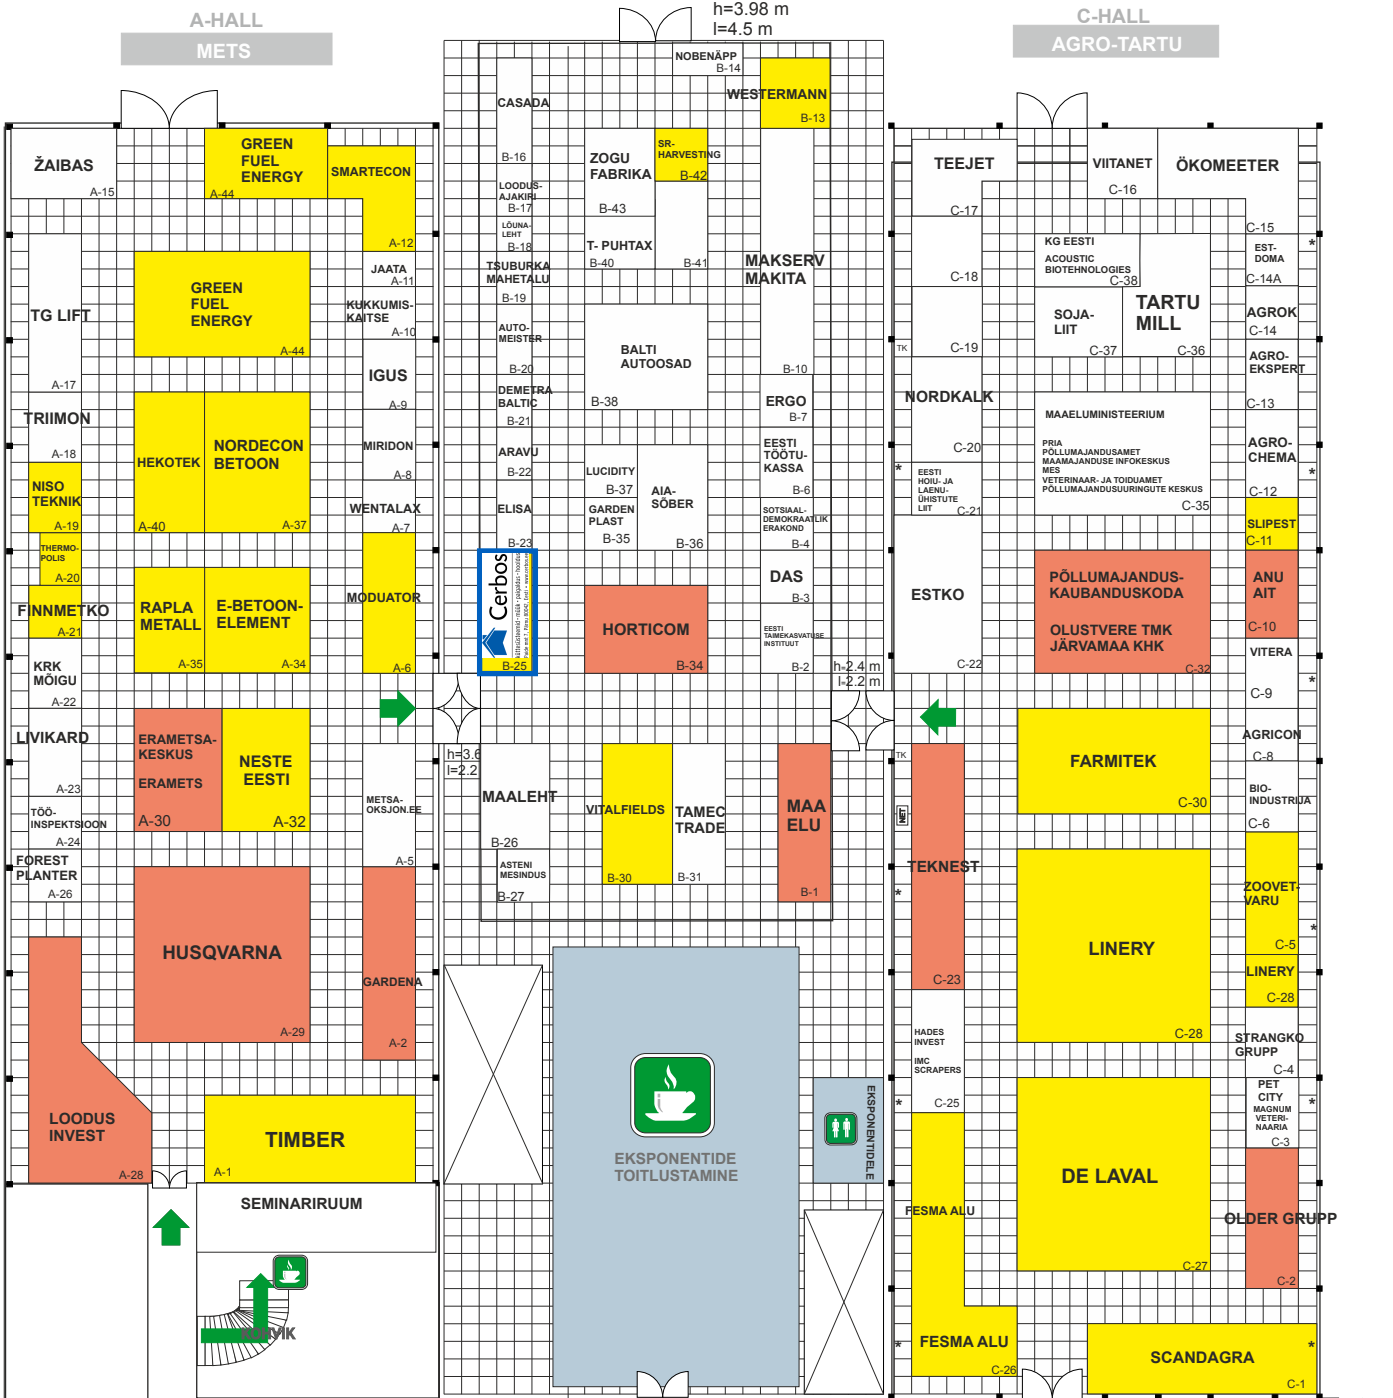 A-HALL
METS
h=3.98 m
l=4.5 m
C-HALL
AGRO-TARTU
ŽAIBAS
A-15
GREEN
FUEL
ENERGY
A-44
SMARTECON
A-12
GREEN
FUEL
ENERGY
A-44
JAATA
A-11
KUKKUMIS-
KAITSE
A-10
TG LIFT
A-17
IGUS
A-9
TRIIMON
A-18
HEKOTEK
A-40
NORDECON
BETOON
A-37
MIRIDON
A-8
NISO
TEKNIK
A-19
WENTALAX
A-7
THERMO-
POLIS
A-20
FINNMETKO
A-21
RAPLA
METALL
A-35
E-BETOON-
ELEMENT
A-34
MODUATOR
A-6
KRK
MÕIGU
A-22
LIVIKARD
A-23
ERAMETSA-
KESKUS
ERAMETS
A-30
NESTE
EESTI
A-32
METSA-
OKSJON.EE
A-5
TÖÖ-
INSPEKTSIOON
A-24
FOREST
PLANTER
A-26
HUSQVARNA
A-29
GARDENA
A-2
LOODUS
INVEST
A-28
TIMBER
A-1
SEMINARIRUUM
KOHVIK
NOBENÄPP
B-14
WESTERMANN
B-13
CASADA
B-16
ZOGU
FABRIKA
B-43
SR-
HARVESTING
B-42
LOODUS-
AJAKIRI
B-17
LÕUNA-
LEHT
B-18
T- PUHTAX
B-40
B-41
MAKSERV
MAKITA
B-10
TSUBURKA
MAHETALU
B-19
AUTO-
MEISTER
B-20
BALTI
AUTOOSAD
B-38
DEMETRA
BALTIC
B-21
ERGO
B-7
ARAVU
B-22
LUCIDITY
B-37
AIA-
SÕBER
B-36
EESTI
TÖÖTU-
KASSA
B-6
ELISA
B-23
GARDEN
PLAST
B-35
SOTSIAAL-
DEMOKRAATLIK
ERAKOND
B-4
Cerbos
B-25
DAS
B-3
HORTICOM
B-34
EESTI
TAIMEKASVATUSE
INSTITUUT
B-2
h=2.4 m
l=2.2 m
h=3.6
l=2.2
MAALEHT
B-26
VITALFIELDS
B-30
TAMEC
TRADE
B-31
MAA
ELU
B-1
ASTENI
MESINDUS
B-27
EKSPONENTIDE
TOITLUSTAMINE
EKSPONENTIDELE
TEEJET
C-17
VIITANET
C-16
ÖKOMEETER
C-15
C-18
KG EESTI
ACOUSTIC
BIOTEHNOLOGIES
C-38
TARTU
MILL
C-36
EST-
DOMA
C-14A
*
SOJA-
LIIT
C-37
AGROK
C-14
C-19
TK
AGRO-
EKSPERT
C-13
NORDKALK
C-20
MAAELUMINISTEERIUM
PRIA
PÕLLUMAJANDUSAMET
MAAMAJANDUSE INFOKESKUS
MES
VETERINAAR- JA TOIDUAMET
PÕLLUMAJANDUSUURINGUTE KESKUS
C-35
AGRO-
CHEMA
C-12
*
*
EESTI
HOIU- JA
LAENU-
ÜHISTUTE
LIIT
C-21
SLIPEST
C-11
ESTKO
C-22
PÕLLUMAJANDUS-
KAUBANDUSKODA
OLUSTVERE TMK
JÄRVAMAA KHK
C-32
ANU
AIT
C-10
VITERA
C-9
*
FARMITEK
C-30
AGRICON
C-8
TK
NET
BIO-
INDUSTRIJA
C-6
TEKNEST
C-23
*
LINERY
C-28
ZOOVET-
VARU
C-5
*
LINERY
C-28
HADES
INVEST
IMC
SCRAPERS
C-25
*
STRANGKO
GRUPP
C-4
PET
CITY
MAGNUM
VETERI-
NAARIA
C-3
*
DE LAVAL
C-27
FESMA ALU
OLDER GRUPP
C-2
FESMA ALU
C-26
*
SCANDAGRA
C-1
*